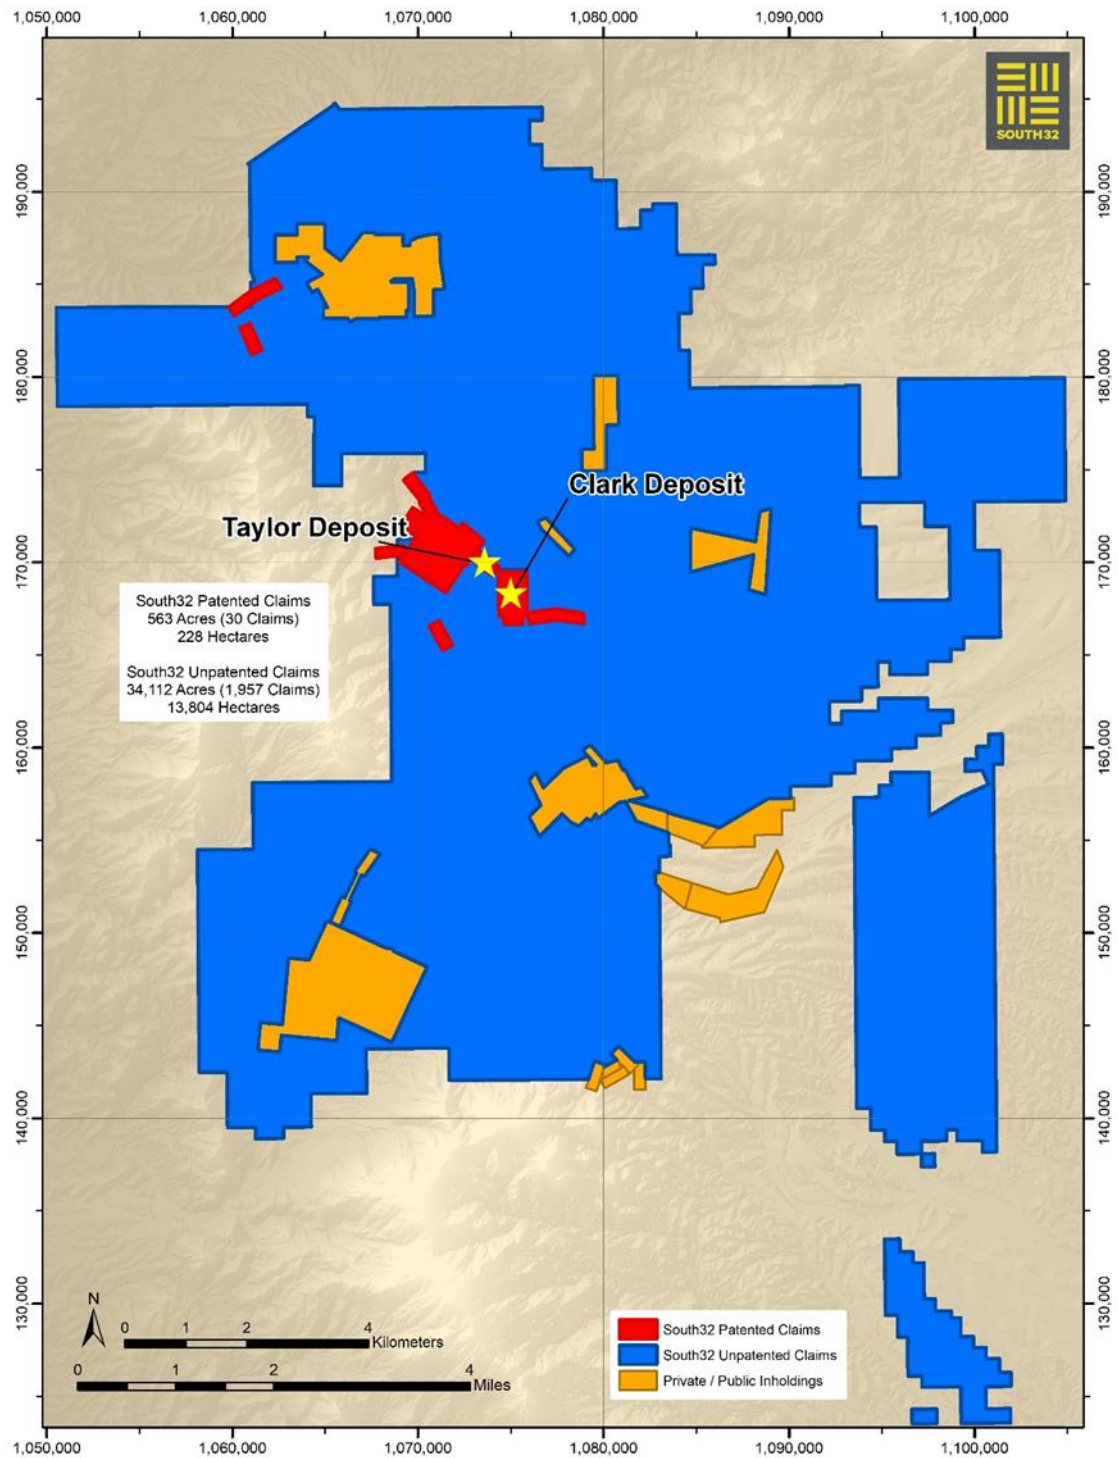 1,050,000 1,060,000 1,070,000 1,080,000 1,090,000 1,100,000
SOUTH32
190,000 190,000
180,000 180,000
Clark Deposit
Taylor Deposit
170,000 170,000
South32 Patented Claims
563 Acres (30 Claims)
228 Hectares
South32 Unpatented Claims
34,112 Acres (1,957 Claims)
13,804 Hectares
160,000 160,000
150,000 150,000
140,000 140,000
130,000 130,000
N
0 1 2 4
Kilometers
0 1 2 4
Miles
South32 Patented Claims
South32 Unpatented Claims
Private / Public Inholdings
1,050,000 1,060,000 1,070,000 1,080,000 1,090,000 1,100,000